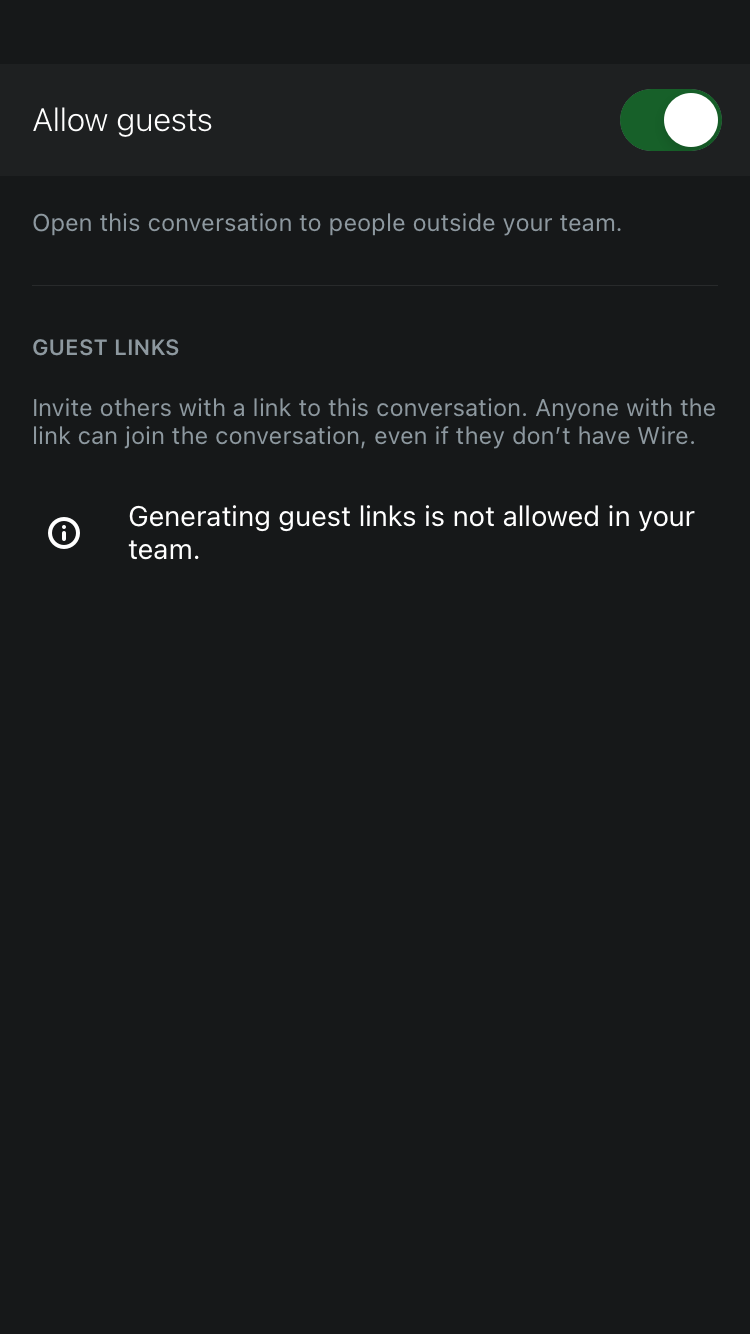 Allow guests
Open this conversation to people outside your team.
GUEST LINKS
Invite others with a link to this conversation. Anyone with the
link can join the conversation, even if they don’t have Wire.
Generating guest links is not allowed in your
team.